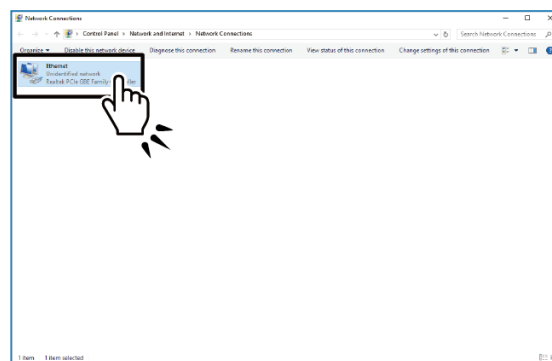 Network Connections
Control Panel > Network and Internet > Network Connections
Search Network Connections
Organize
Disable this network device
Diagnose this connection
Rename this connection
View status of this connection
Change settings of this connection
Ethernet
Unidentified network
Realtek PCIe GBE Family
1 item
1 item selected